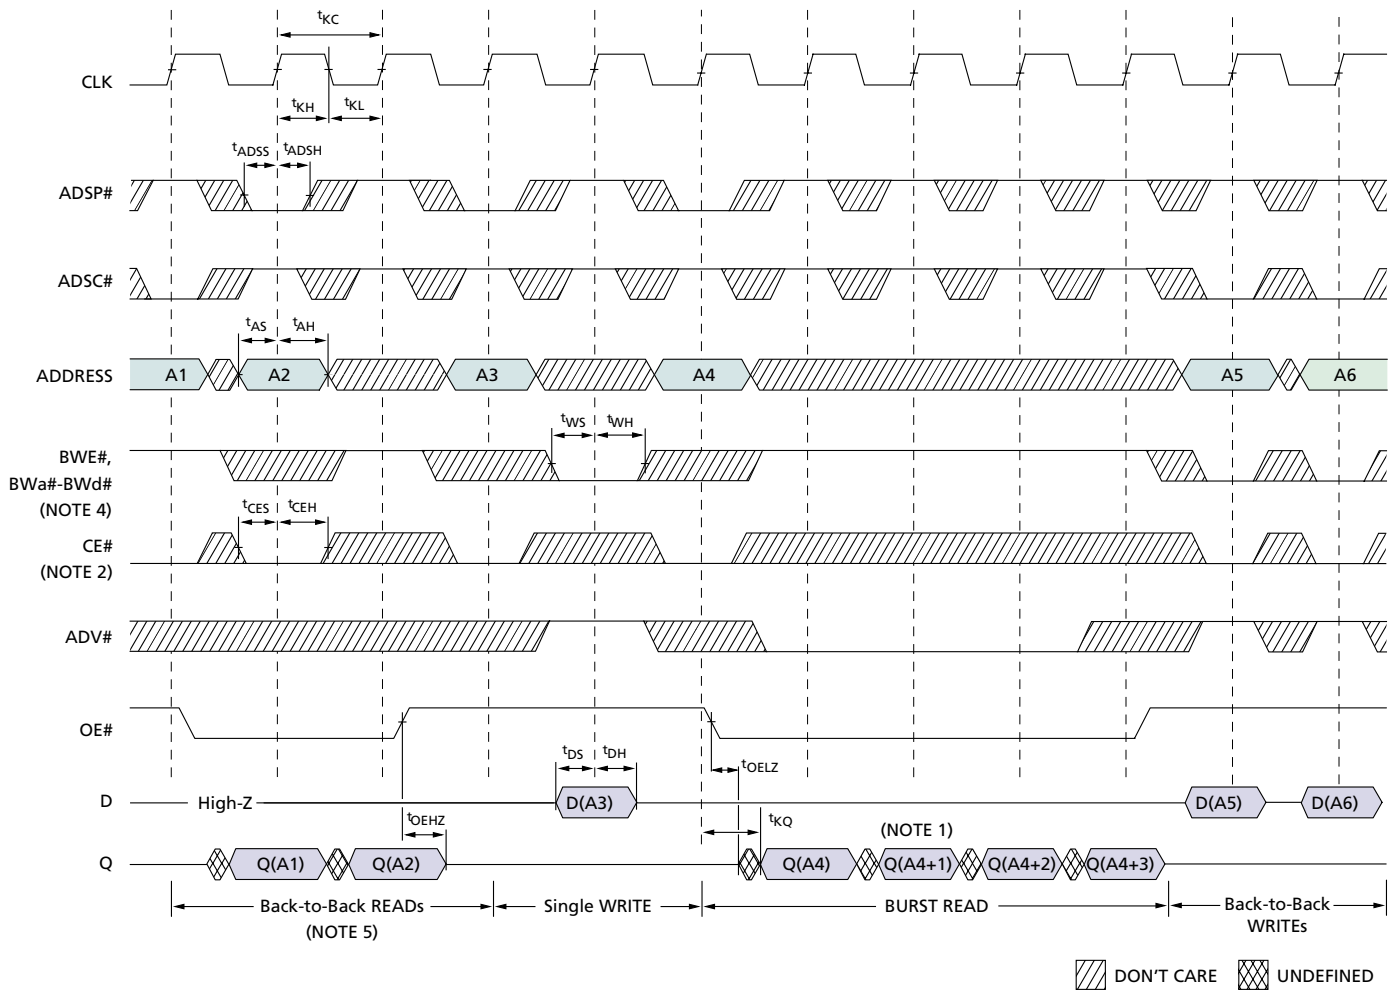 tKC
CLK
tKH
tKL
tADSS
tADSH
ADSP#
ADSC#
tAS
tAH
ADDRESS
A1
A2
A3
A4
A5
A6
tWS
tWH
BWE#,
BWa#-BWd#
(NOTE 4)
tCES
tCEH
CE#
(NOTE 2)
ADV#
OE#
tDS
tDH
tOELZ
D
High-Z
D(A3)
D(A5)
D(A6)
tOEHZ
tKQ
(NOTE 1)
Q
Q(A1)
Q(A2)
Q(A4)
Q(A4+1)
Q(A4+2)
Q(A4+3)
Back-to-Back READs
(NOTE 5)
Single WRITE
BURST READ
Back-to-Back
WRITEs
DON'T CARE
UNDEFINED